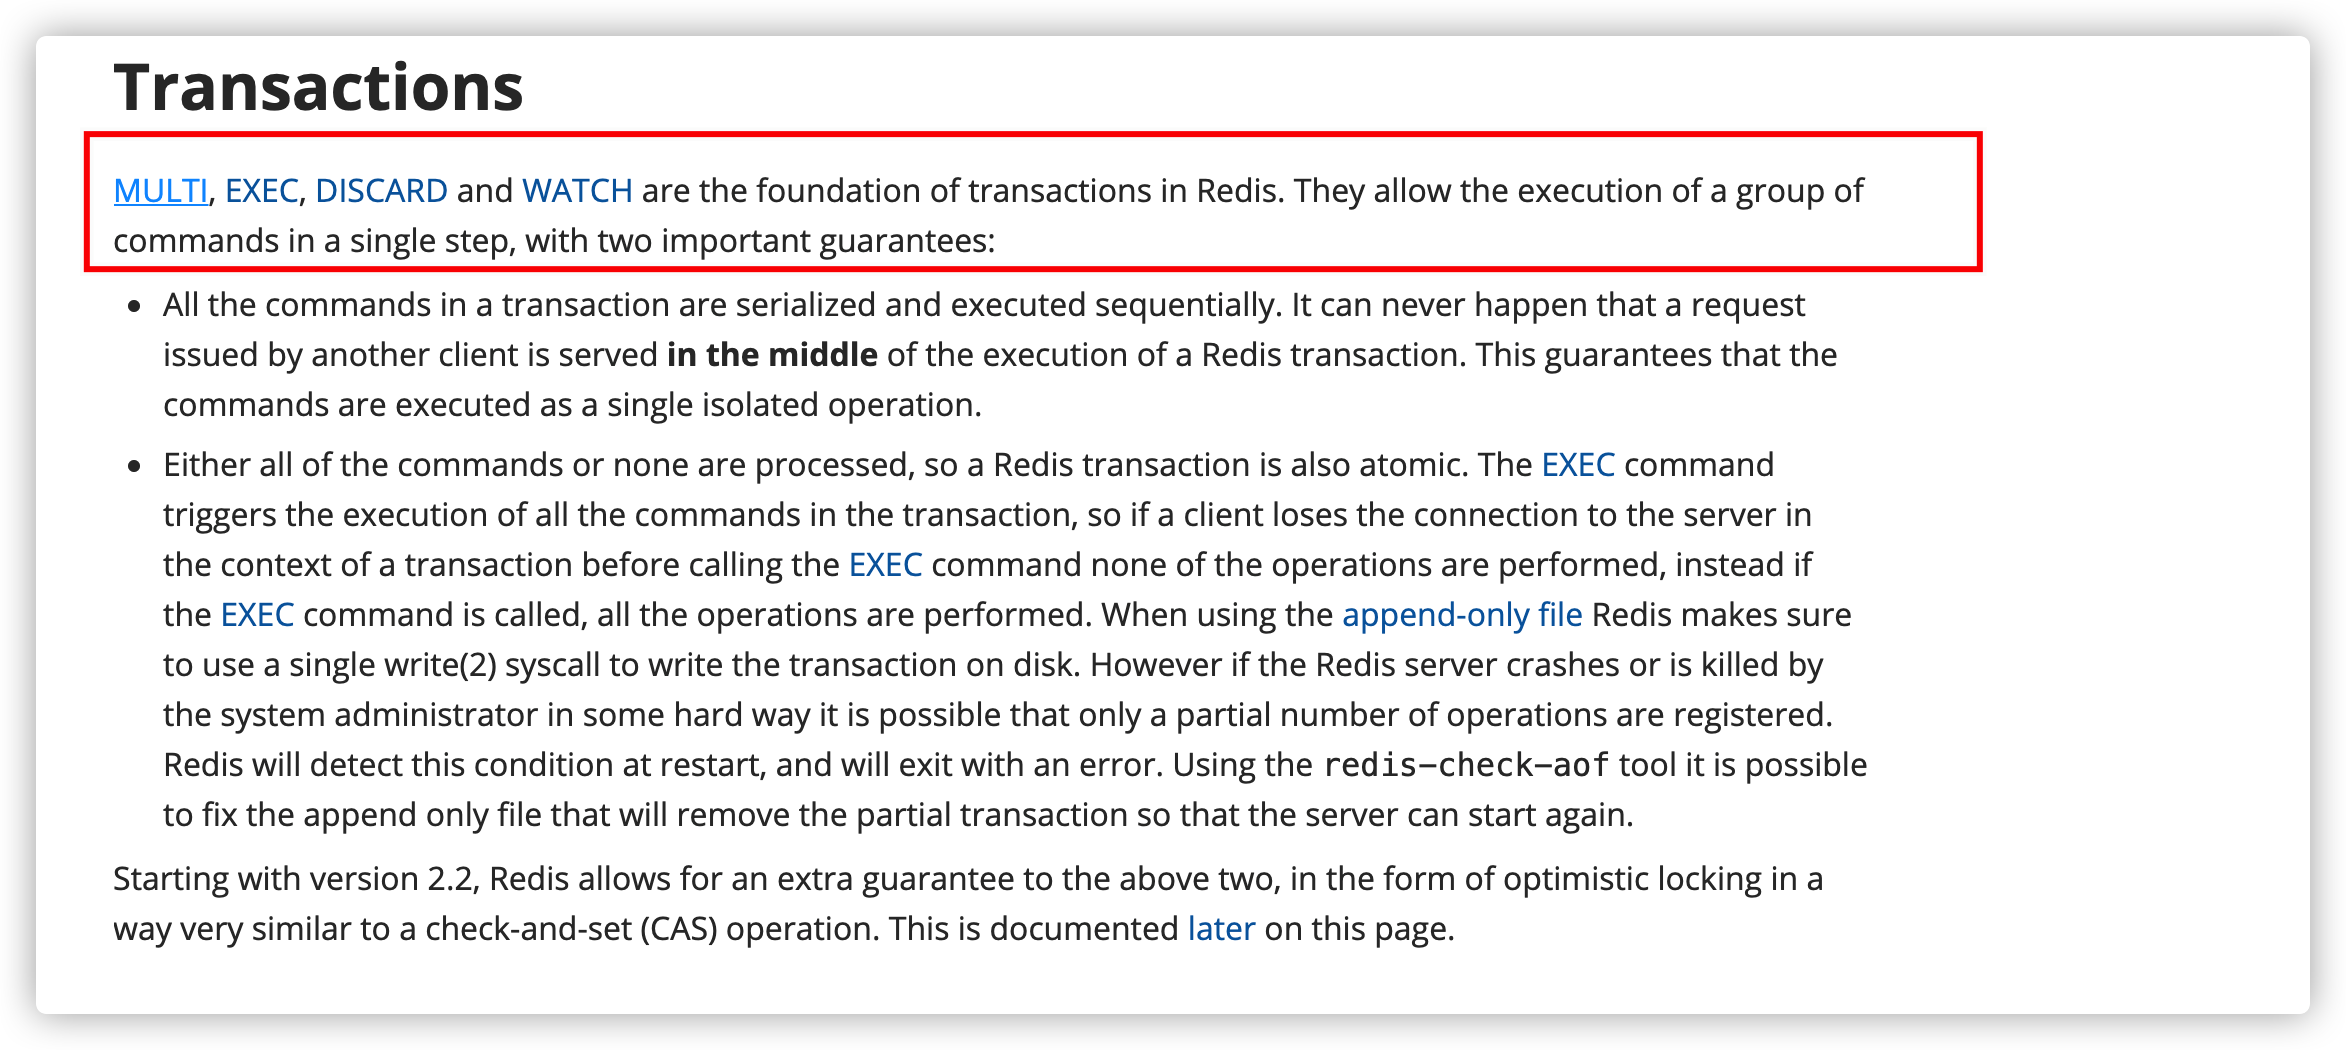 Transactions
MULTI, EXEC, DISCARD and WATCH are the foundation of transactions in Redis. They allow the execution of a group of
commands in a single step, with two important guarantees:
• All the commands in a transaction are serialized and executed sequentially. It can never happen that a request
issued by another client is served in the middle of the execution of a Redis transaction. This guarantees that the
commands are executed as a single isolated operation.
• Either all of the commands or none are processed, so a Redis transaction is also atomic. The EXEC command
triggers the execution of all the commands in the transaction, so if a client loses the connection to the server in
the context of a transaction before calling the EXEC command none of the operations are performed, instead if
the EXEC command is called, all the operations are performed. When using the append-only file Redis makes sure
to use a single write(2) syscall to write the transaction on disk. However if the Redis server crashes or is killed by
the system administrator in some hard way it is possible that only a partial number of operations are registered.
Redis will detect this condition at restart, and will exit with an error. Using the redis-check-aof tool it is possible
to fix the append only file that will remove the partial transaction so that the server can start again.
Starting with version 2.2, Redis allows for an extra guarantee to the above two, in the form of optimistic locking in a
way very similar to a check-and-set (CAS) operation. This is documented later on this page.